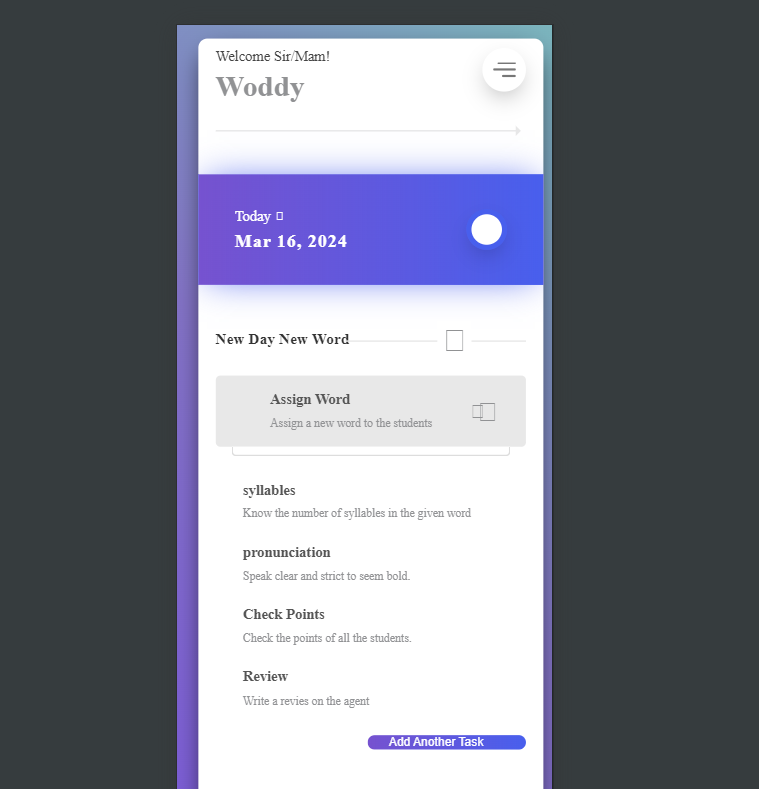 Welcome Sir/Mam!
Woddy
Today
Mar 16, 2024
New Day New Word
Assign Word
Assign a new word to the students
syllables
Know the number of syllables in the given word
pronunciation
Speak clear and strict to seem bold.
Check Points
Check the points of all the students.
Review
Write a revies on the agent
Add Another Task